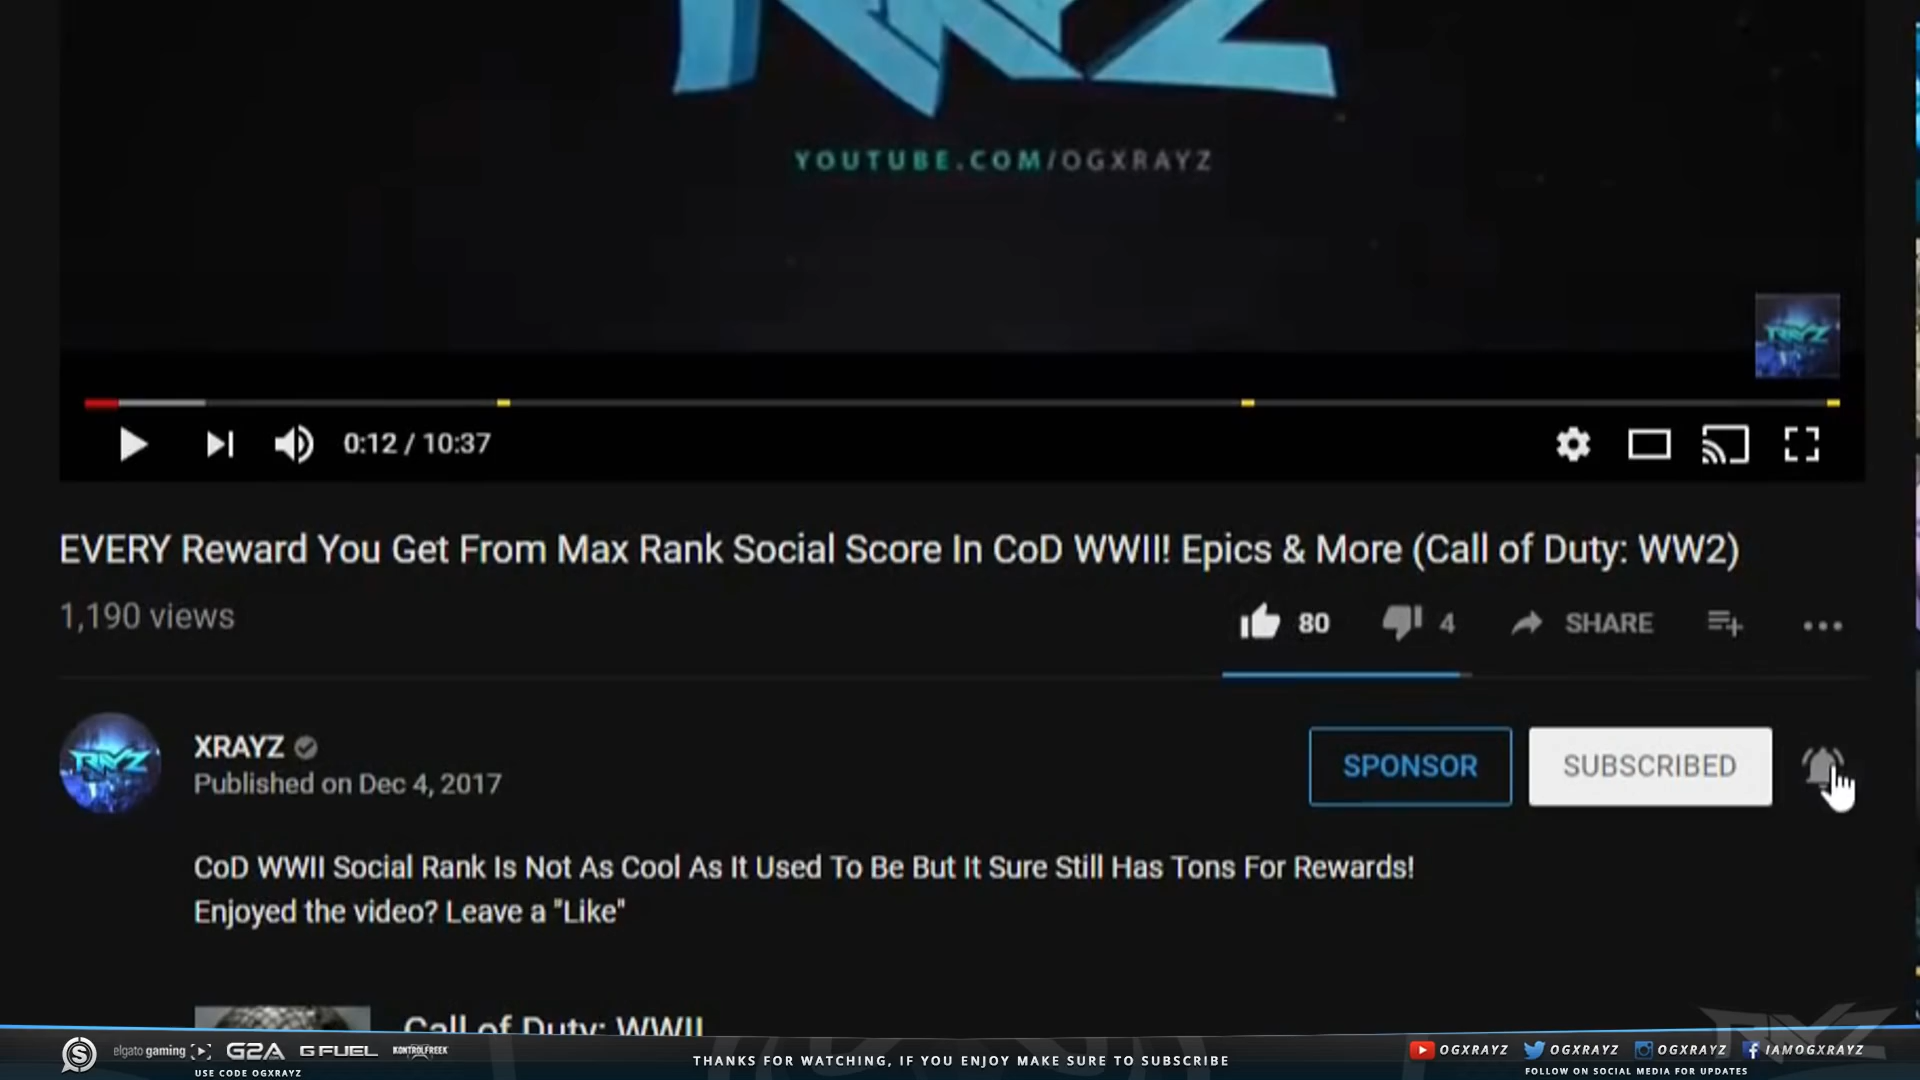 RAYZ
YOUTUBE.COM/OGXRAYZ
RAYZ
0:12 / 10:37
EVERY Reward You Get From Max Rank Social Score In CoD WWII! Epics & More (Call of Duty: WW2)
1,190 views
80
4
SHARE
RAYZ
XRAYZ
Published on Dec 4, 2017
SPONSOR
SUBSCRIBED
CoD WWII Social Rank Is Not As Cool As It Used To Be But It Sure Still Has Tons For Rewards!
Enjoyed the video? Leave a "Like"
Call of Duty: WWII
elgato gaming
G2A
G FUEL
KONTROLFREEK
USE CODE OGXRAYZ
THANKS FOR WATCHING, IF YOU ENJOY MAKE SURE TO SUBSCRIBE
OGXRAYZ
OGXRAYZ
OGXRAYZ
IAMOGXRAYZ
FOLLOW ON SOCIAL MEDIA FOR UPDATES